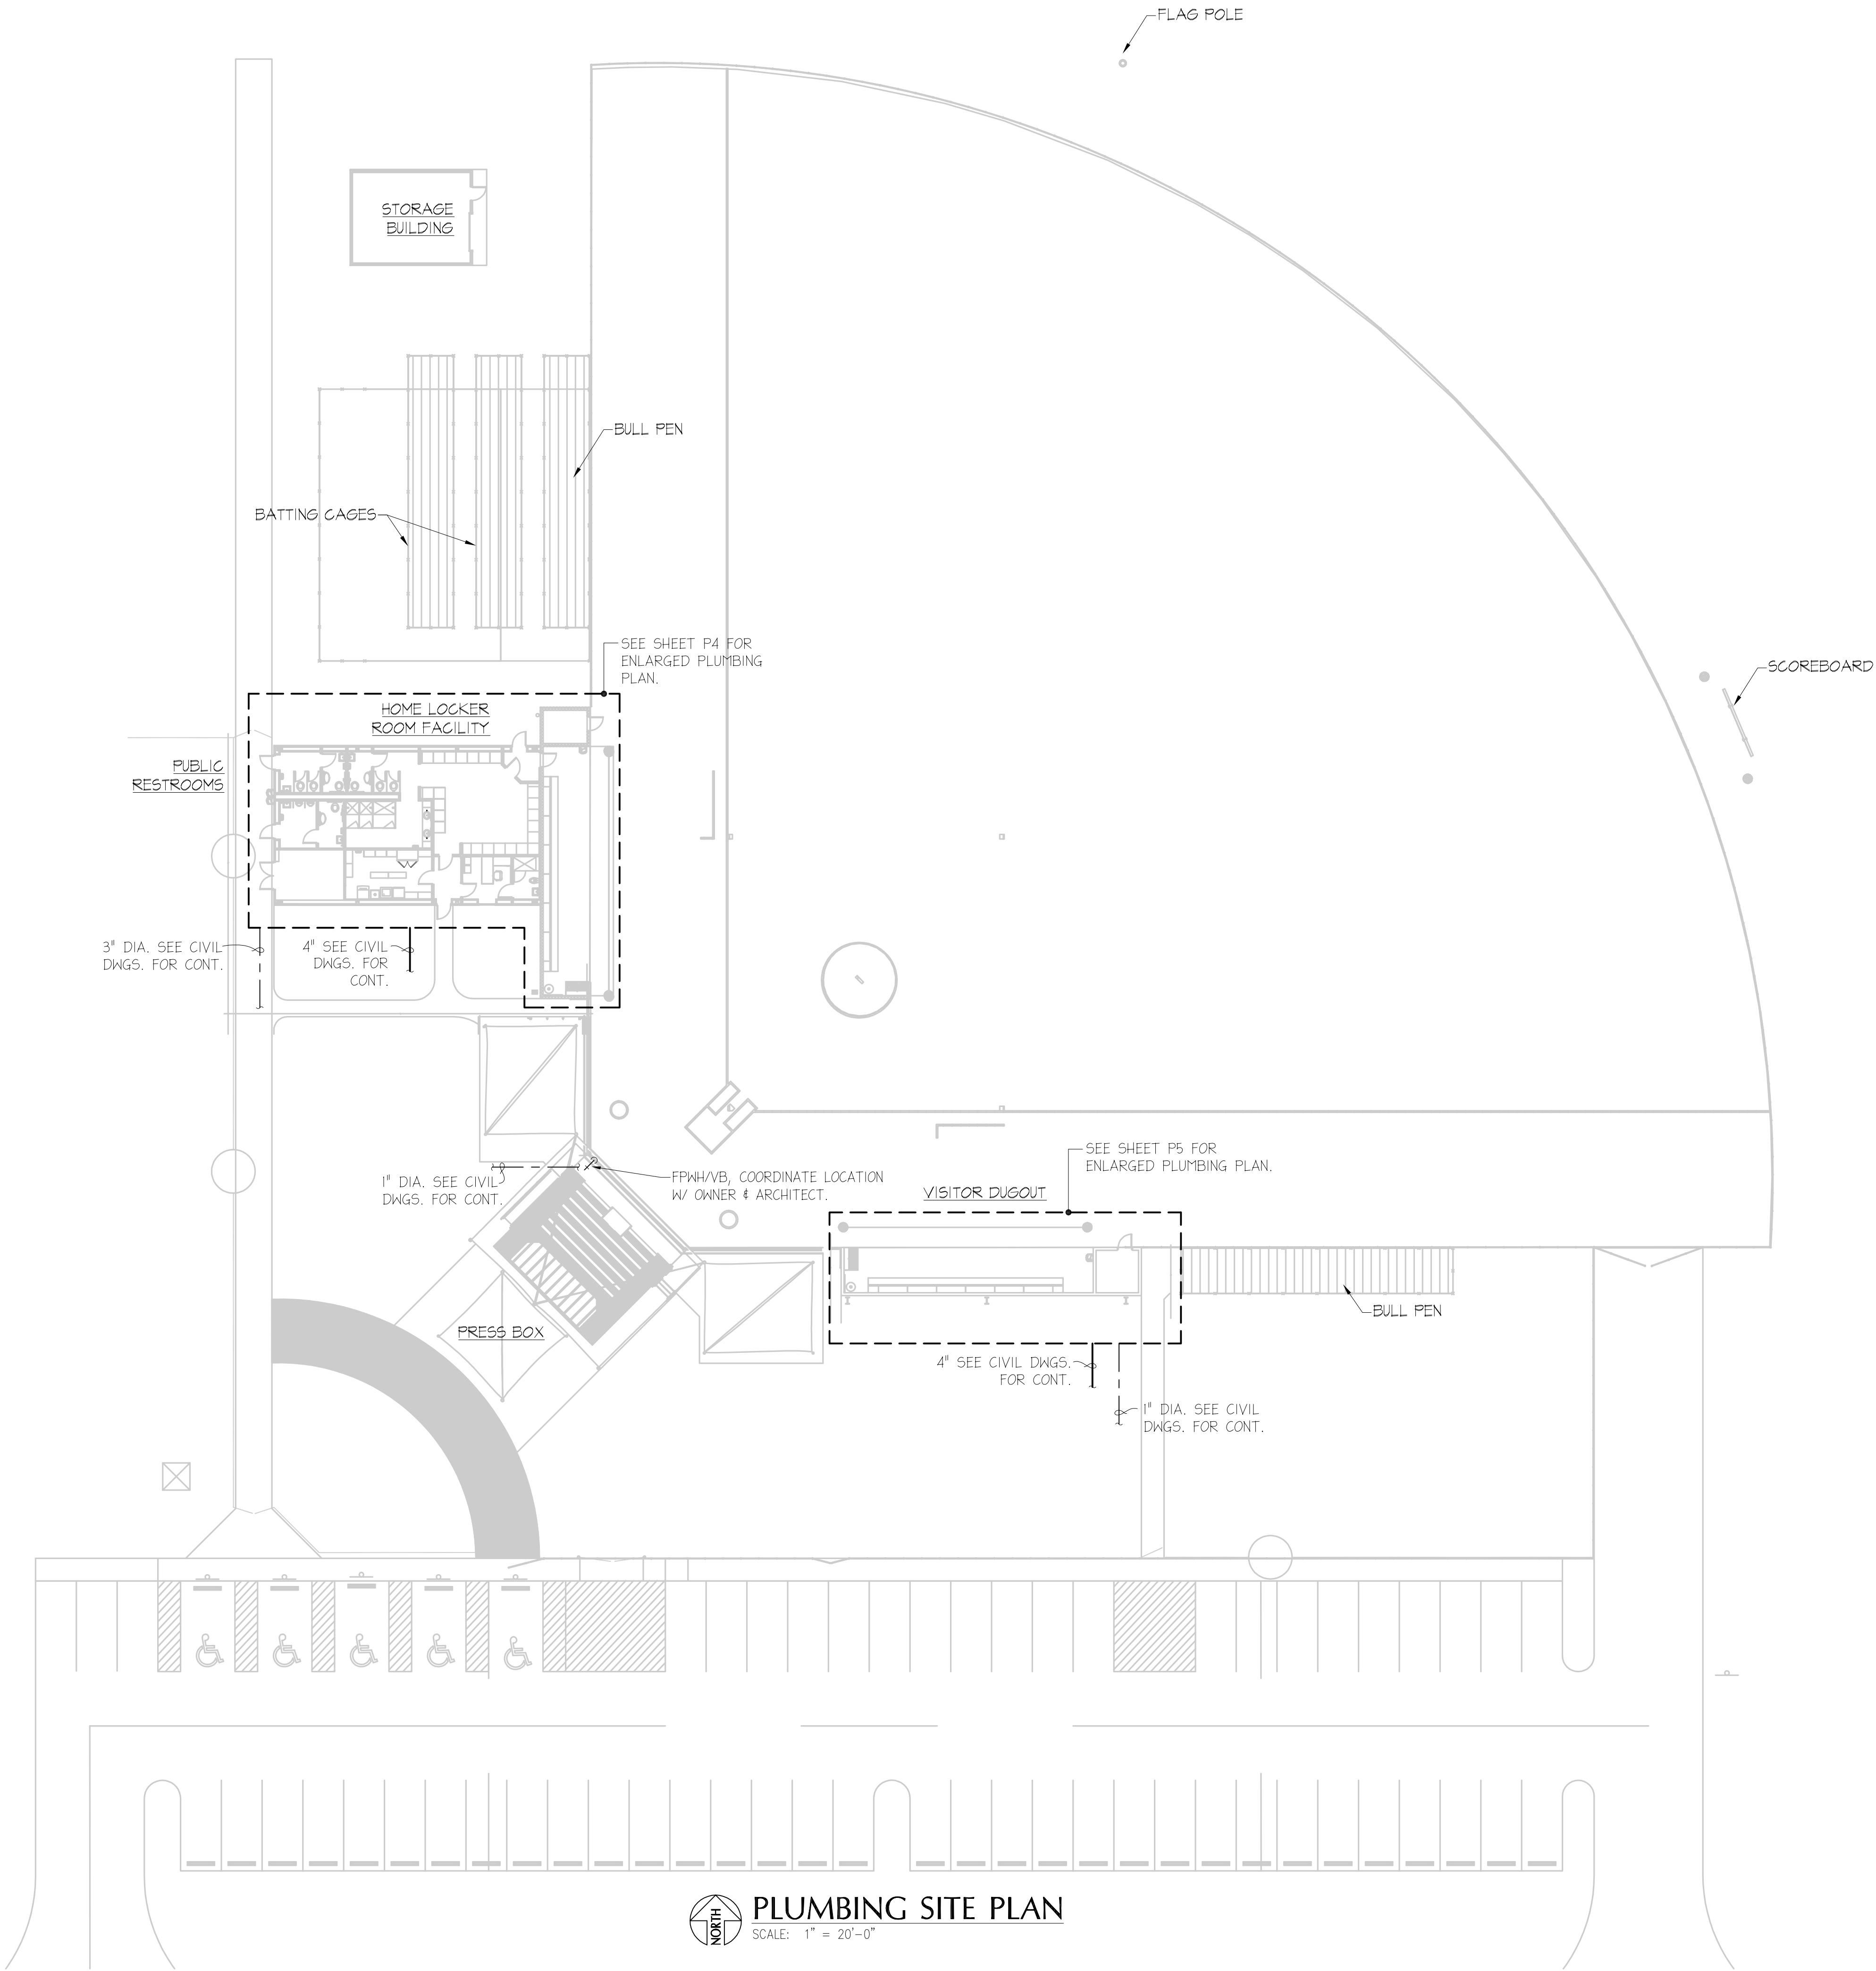 FLAG POLE
STORAGE
BUILDING
BULL PEN
BATTING CAGES
SEE SHEET P4 FOR
ENLARGED PLUMBING
PLAN.
SCOREBOARD
HOME LOCKER
ROOM FACILITY
PUBLIC
RESTROOMS
3" DIA. SEE CIVIL
DWGS. FOR CONT.
4" SEE CIVIL
DWGS. FOR
CONT.
SEE SHEET P5 FOR
ENLARGED PLUMBING PLAN.
1" DIA. SEE CIVIL
DWGS. FOR CONT.
FPWH/VB, COORDINATE LOCATION
W/ OWNER & ARCHITECT.
VISITOR DUGOUT
BULL PEN
PRESS BOX
4" SEE CIVIL DWGS.
FOR CONT.
1" DIA. SEE CIVIL
DWGS. FOR CONT.
NORTH
PLUMBING SITE PLAN
SCALE: 1" = 20'-0"